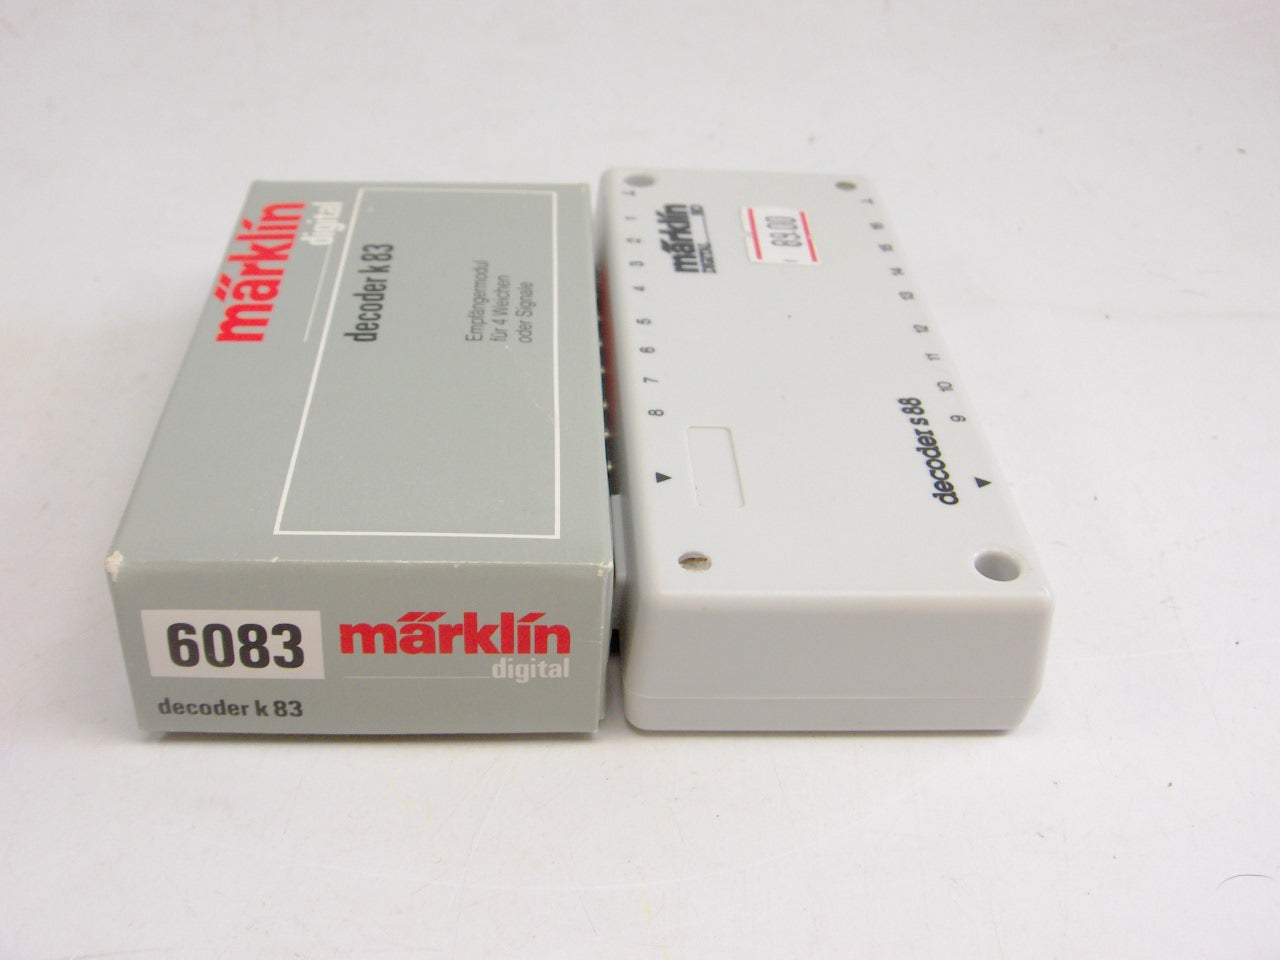 märklin
digital
decoder k 83
Empfängermodul
für 4 Weichen
oder Signale
6083
märklin
digital
decoder k 83
märklin
DIGITAL
89.00
1
2
3
4
5
6
7
8
16
15
14
13
12
11
10
9
decoder s 88